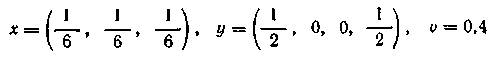 x = (1/6, 1/6, 1/6), y = (1/2, 0, 0, 1/2), υ = 0,4